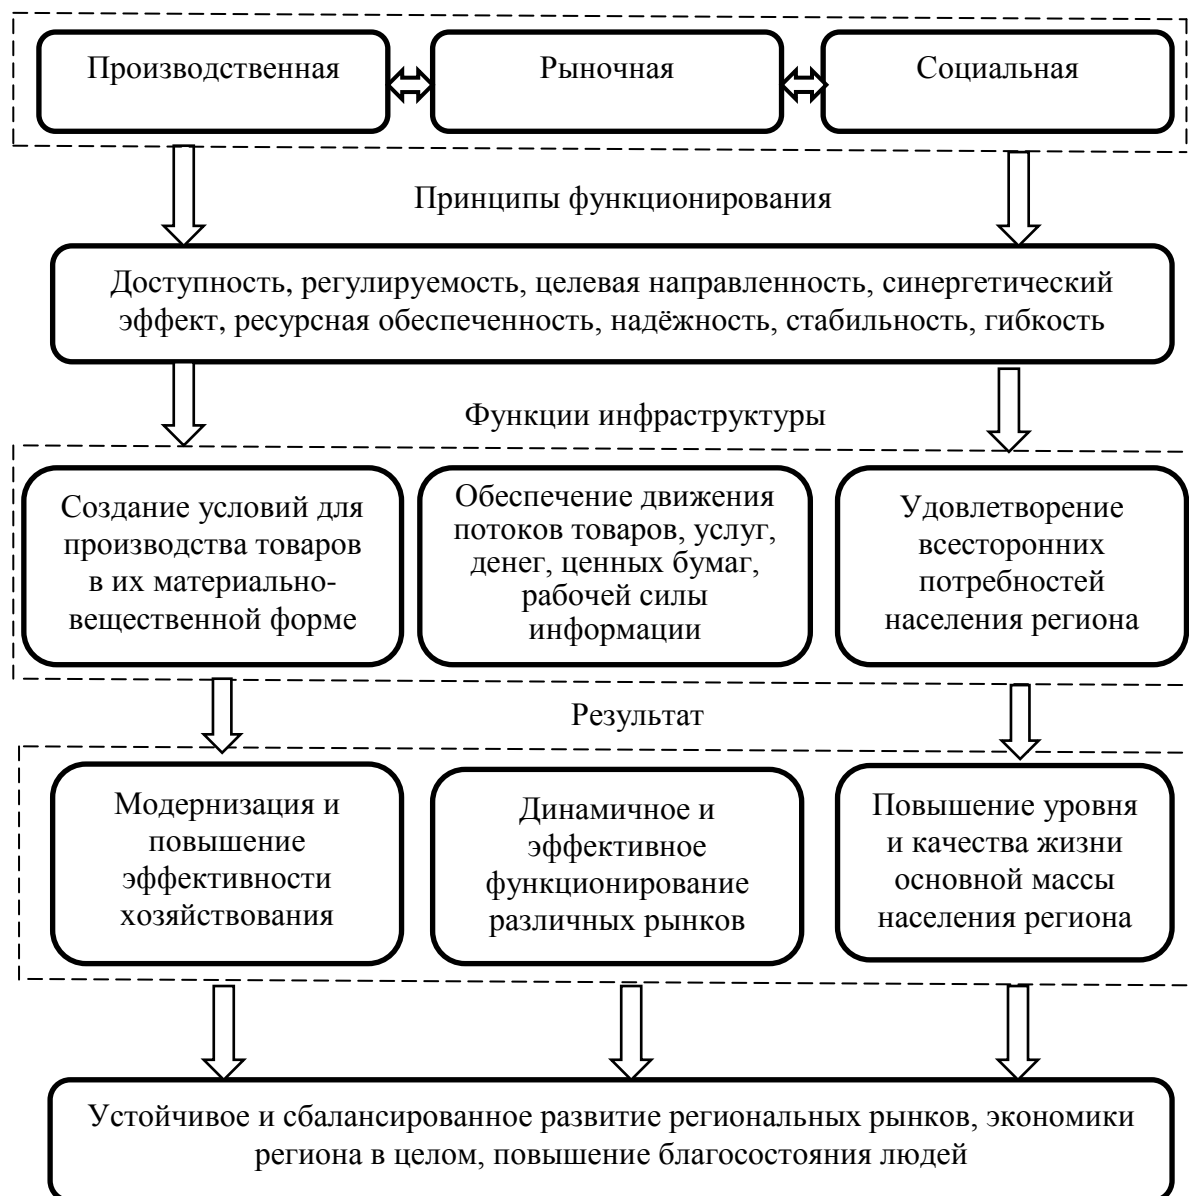 Производственная
Рыночная
Социальная
Принципы функционирования
Доступность, регулируемость, целевая направленность, синергетический
эффект, ресурсная обеспеченность, надёжность, стабильность, гибкость
Функции инфраструктуры
Создание условий для
производства товаров
в их материально-
вещественной форме
Обеспечение движения
потоков товаров, услуг,
денег, ценных бумаг,
рабочей силы
информации
Удовлетворение
всесторонних
потребностей
населения региона
Результат
Модернизация и
повышение
эффективности
хозяйствования
Динамичное и
эффективное
функционирование
различных рынков
Повышение уровня
и качества жизни
основной массы
населения региона
Устойчивое и сбалансированное развитие региональных рынков, экономики
региона в целом, повышение благосостояния людей